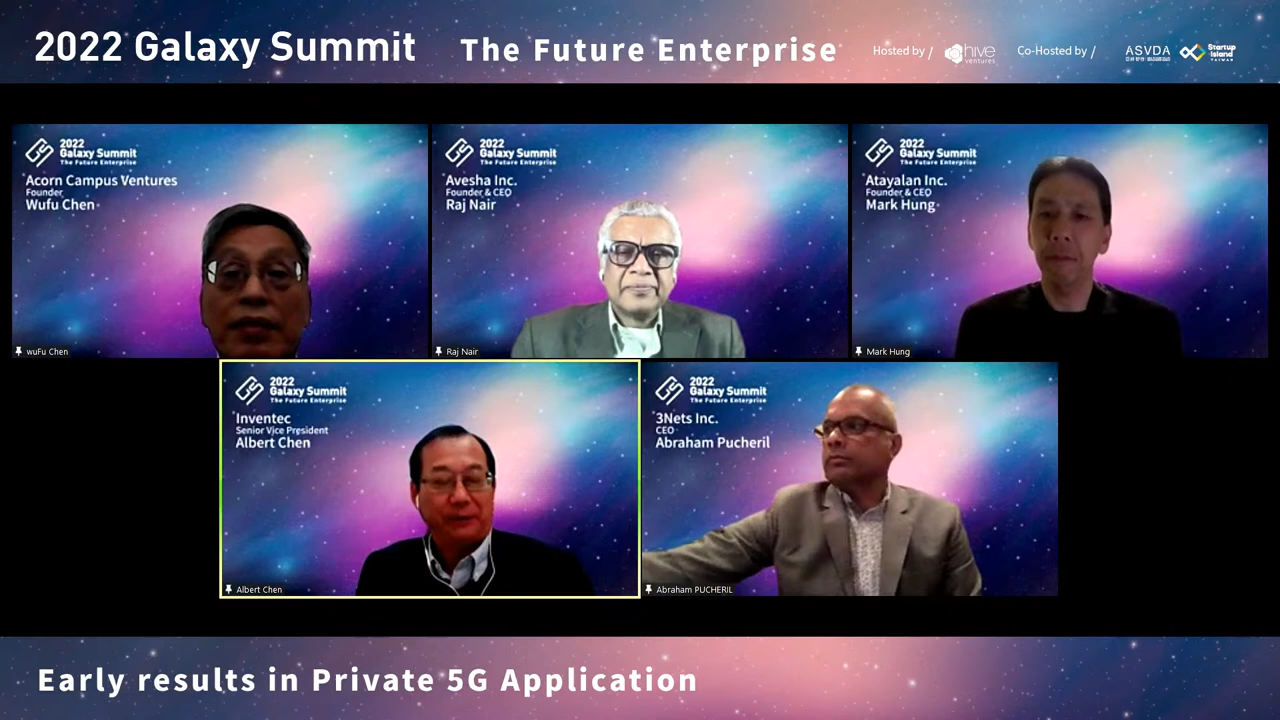 2022 Galaxy Summit
The Future Enterprise
Hosted by /
hive
ventures
Co-Hosted by /
ASVDA
Startup
Island
TAIWAN
2022
Galaxy Summit
The Future Enterprise
Acorn Campus Ventures
Founder
Wufu Chen
wuFu Chen
2022
Galaxy Summit
The Future Enterprise
Avesha Inc.
Founder & CEO
Raj Nair
Raj Nair
2022
Galaxy Summit
The Future Enterprise
Atayalan Inc.
Founder & CEO
Mark Hung
Mark Hung
2022
Galaxy Summit
The Future Enterprise
Inventec
Senior Vice President
Albert Chen
Albert Chen
2022
Galaxy Summit
The Future Enterprise
3Nets Inc.
CEO
Abraham Pucheril
Abraham PUCHERIL
Early results in Private 5G Application